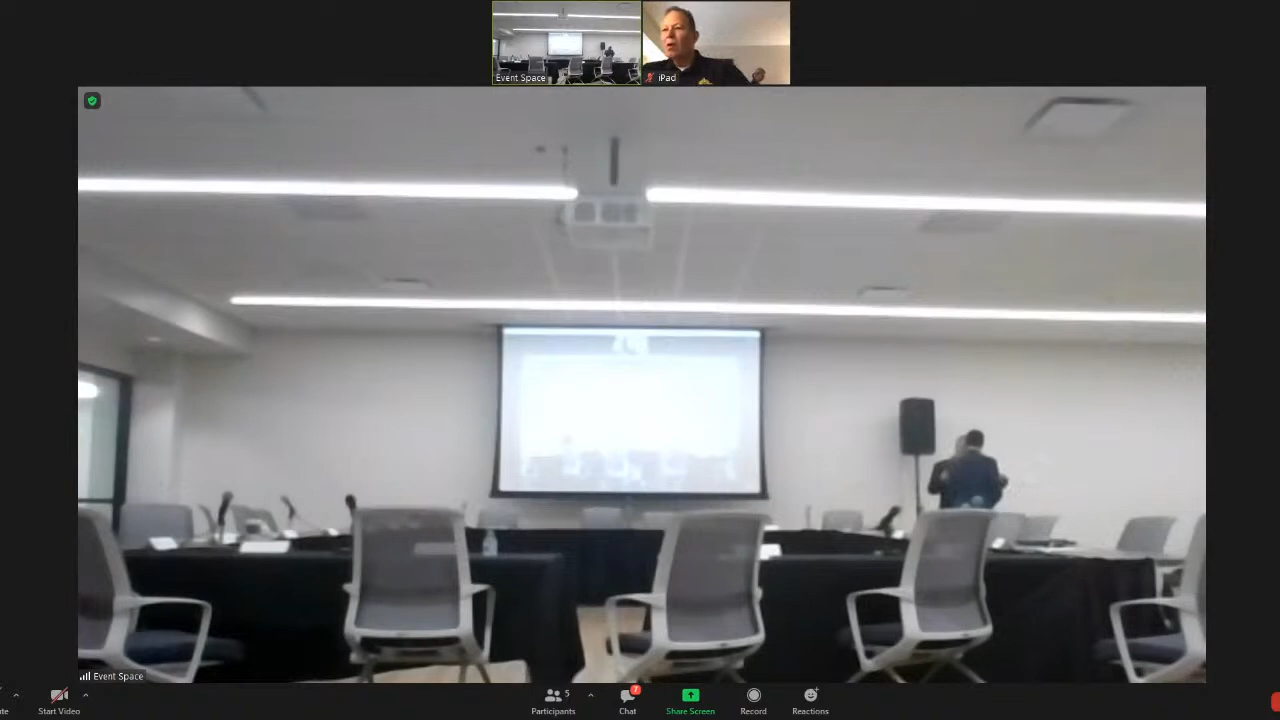 Event Space
iPad
Event Space
Start Video
Participants
5
Chat
7
Share Screen
Record
Reactions